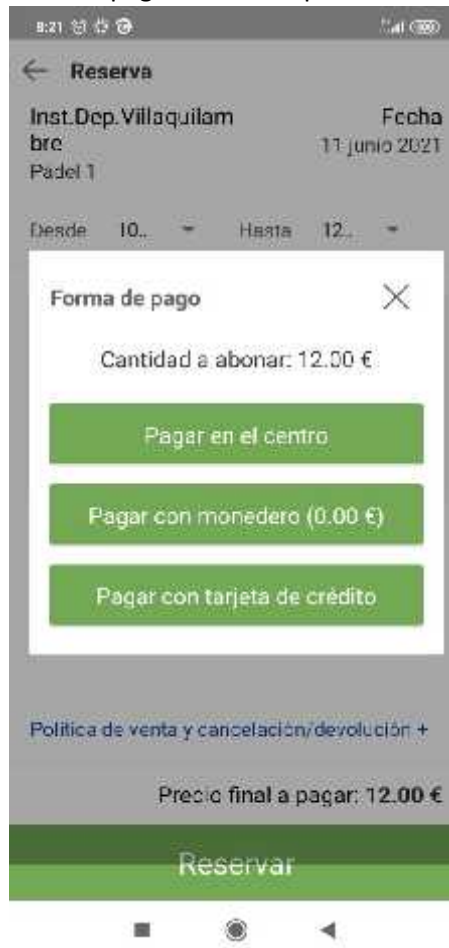 8:21
Reserva
Inst.Dep.Villaquilam
bre
Padel 1
Fecha
11 junio 2021
Desde 10.. Hasta 12..
Forma de pago
Cantidad a abonar: 12.00 €
Pagar en el centro
Pagar con monedero (0.00 €)
Pagar con tarjeta de crédito
Política de venta y cancelación/devolución +
Precio final a pagar: 12.00 €
Reservar